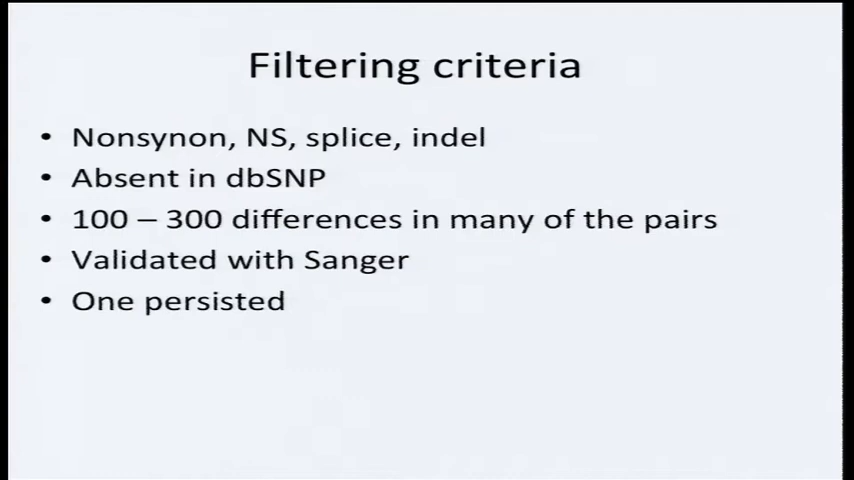 Filtering criteria
• Nonsynon, NS, splice, indel
• Absent in dbSNP
• 100 – 300 differences in many of the pairs
• Validated with Sanger
• One persisted